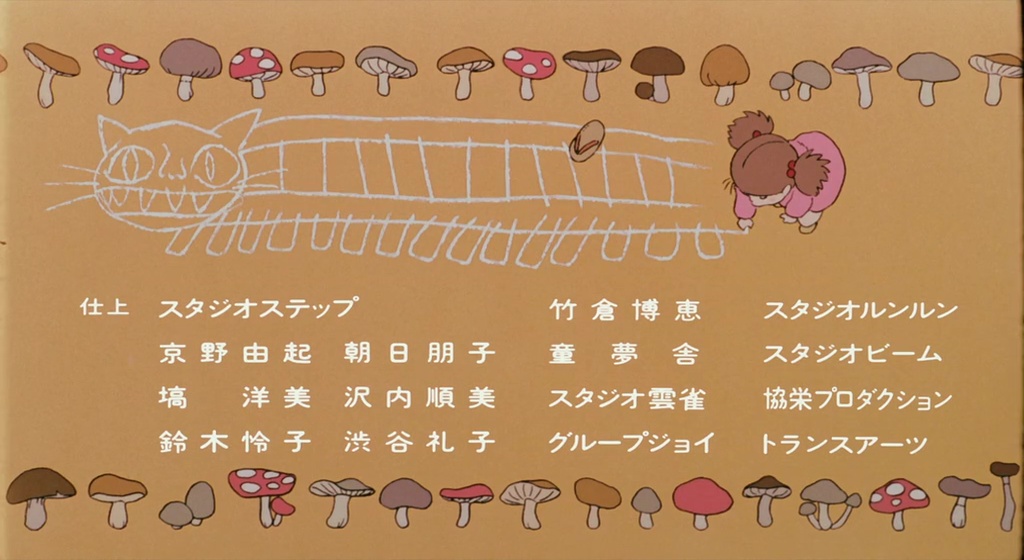 仕上 スタジオステップ 竹倉博恵 スタジオルンルン
京野由起 朝日朋子 童夢舎 スタジオビーム
塙洋美 沢内順美 スタジオ雲雀 協栄プロダクション
鈴木怜子 渋谷礼子 グループジョイ トランスアーツ